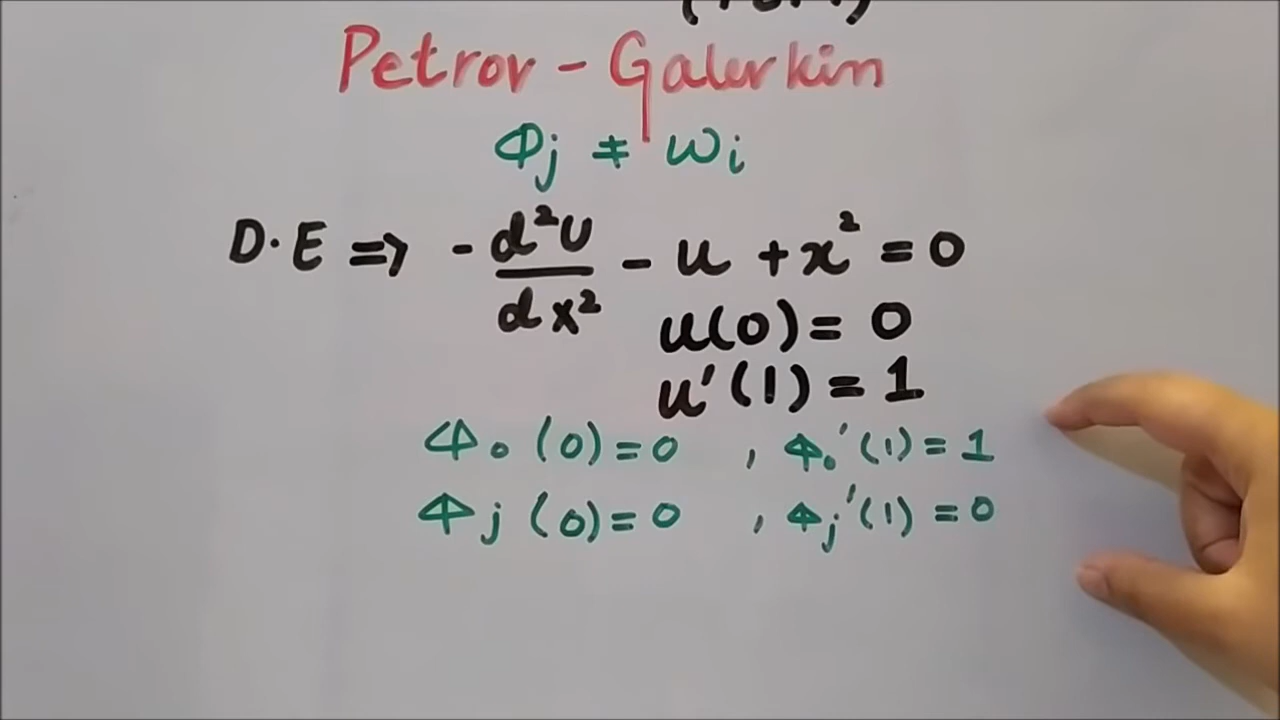 Petrov - Galerkin
Φj ≠ wi
D.E ⇒ - d²U/dx² - u + x² = 0
u(0) = 0
u'(1) = 1
Φ₀(0) = 0 , Φ₀'(1) = 1
Φj(0) = 0 , Φj'(1) = 0